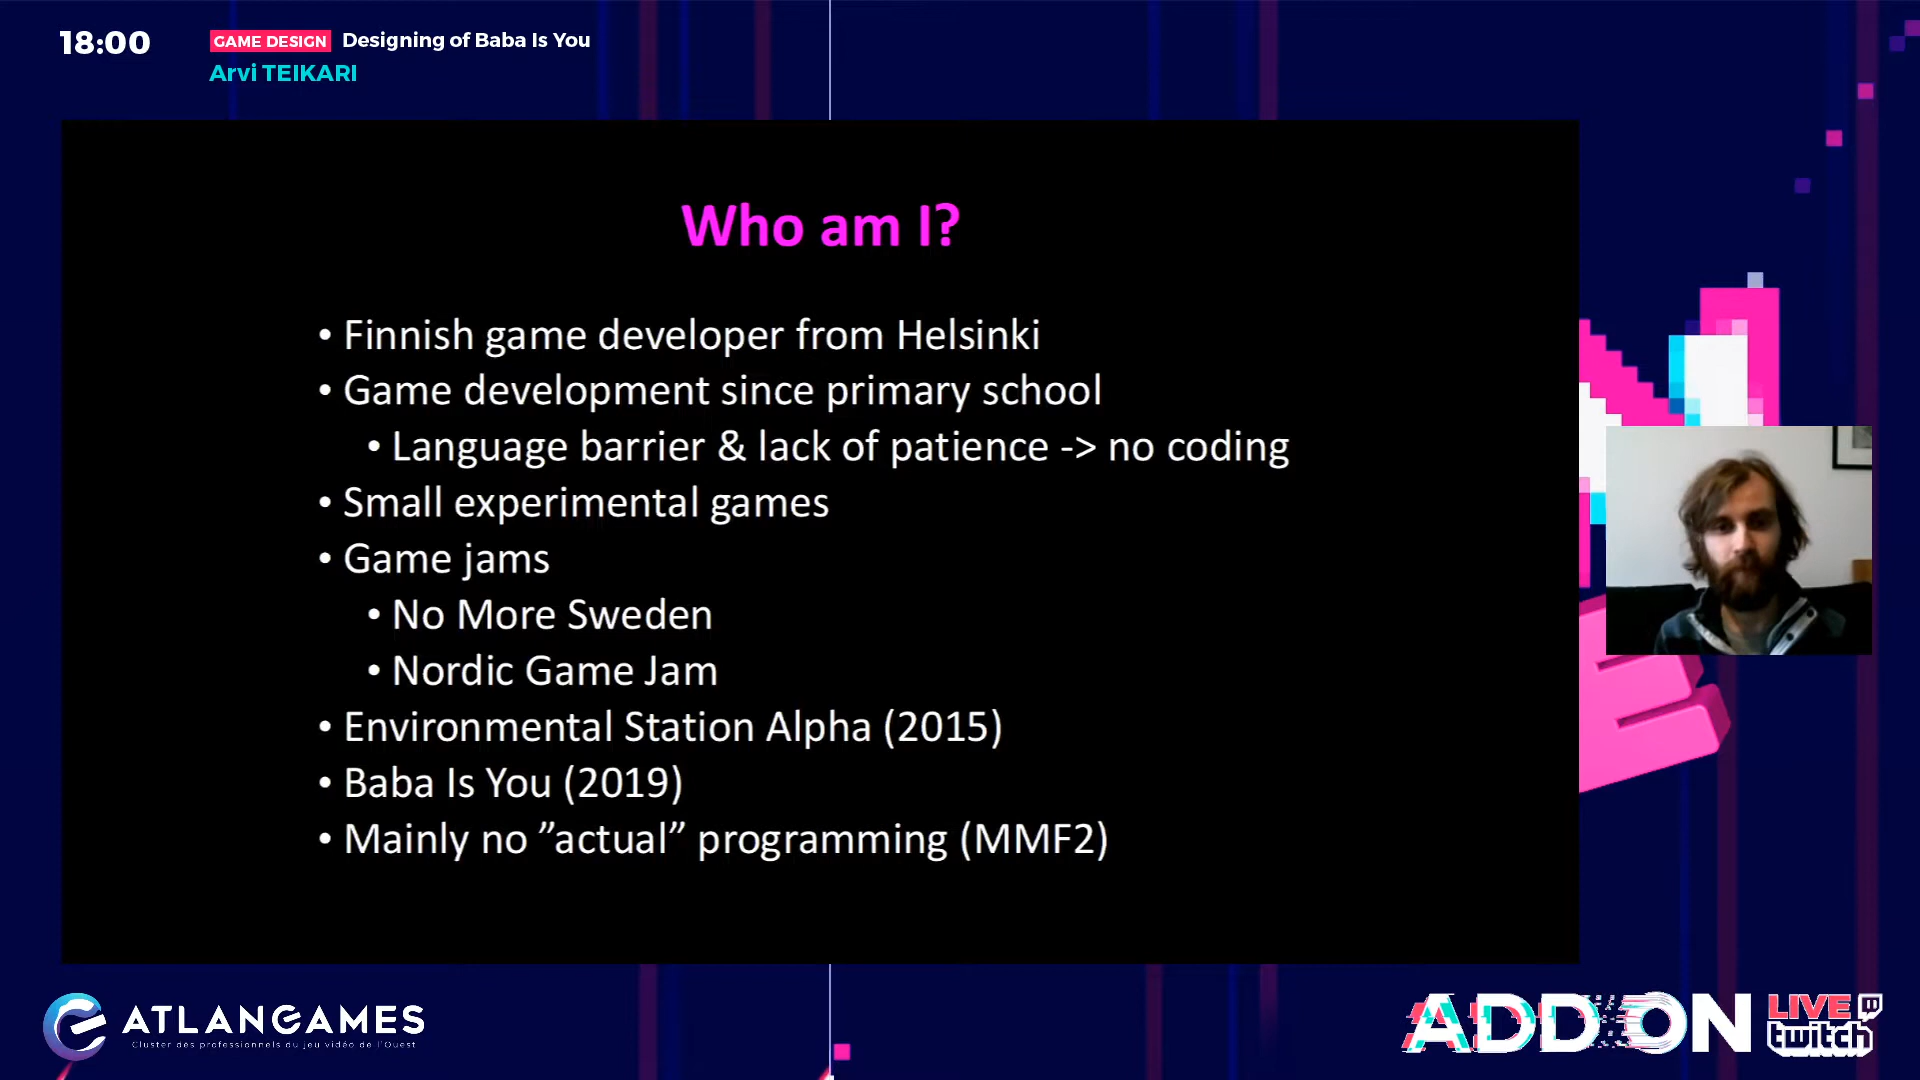 18:00
GAME DESIGN Designing of Baba Is You
Arvi TEIKARI
Who am I?
• Finnish game developer from Helsinki
• Game development since primary school
• Language barrier & lack of patience -> no coding
• Small experimental games
• Game jams
• No More Sweden
• Nordic Game Jam
• Environmental Station Alpha (2015)
• Baba Is You (2019)
• Mainly no ”actual” programming (MMF2)
ATLANGAMES
Cluster des professionnels du jeu vidéo de l'Ouest
ADD ON
LIVE
twitch